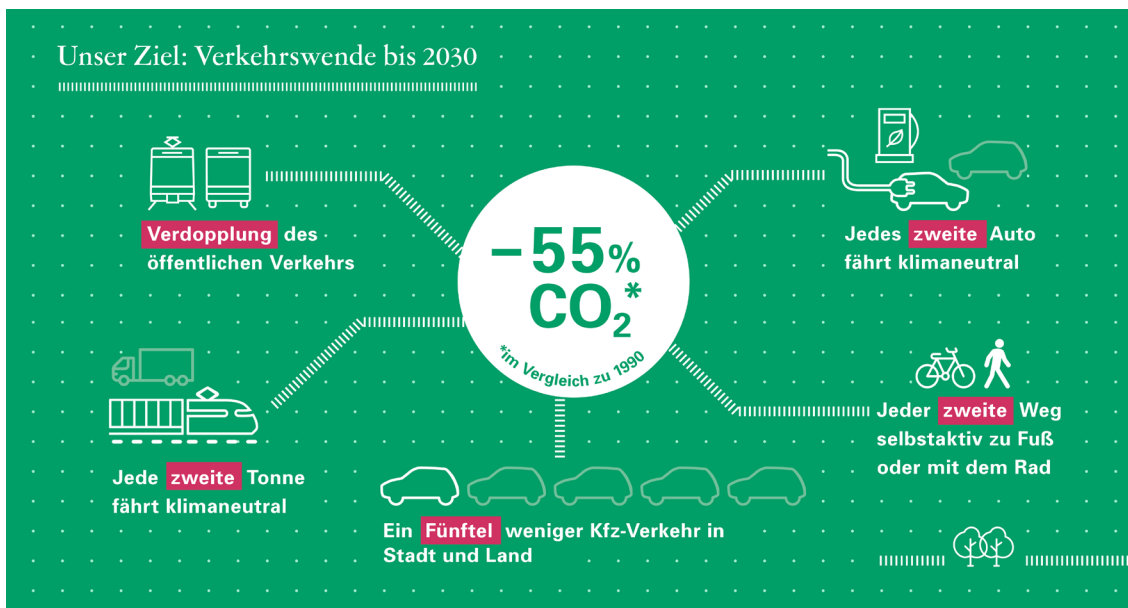 Unser Ziel: Verkehrswende bis 2030
Verdopplung des
öffentlichen Verkehrs
Jedes zweite Auto
fährt klimaneutral
–55%
CO₂*
*im Vergleich zu 1990
Jede zweite Tonne
fährt klimaneutral
Ein Fünftel weniger Kfz-Verkehr in
Stadt und Land
Jeder zweite Weg
selbstaktiv zu Fuß
oder mit dem Rad